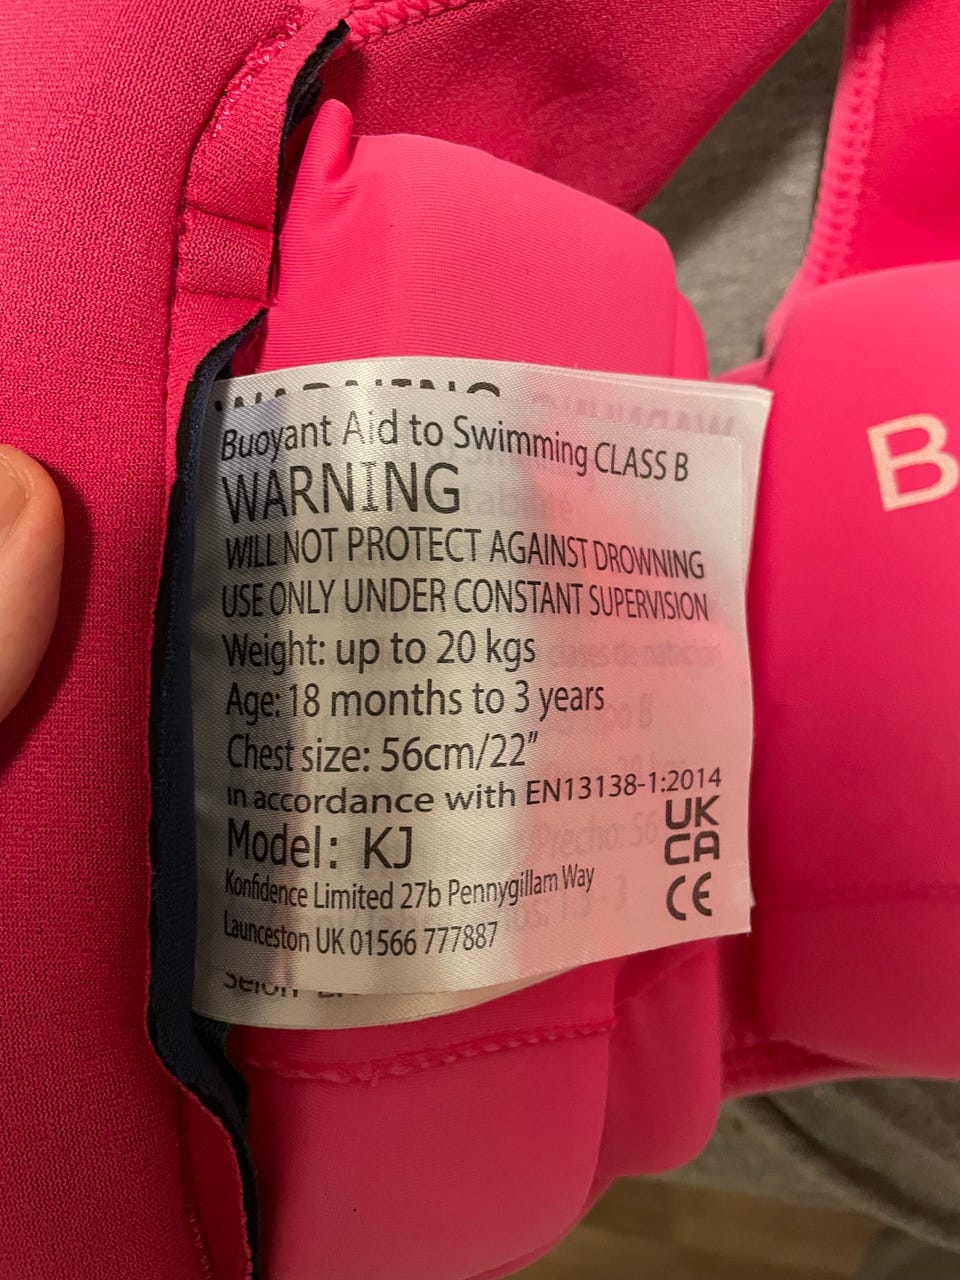 WARNING
Buoyant Aid to Swimming CLASS B
WARNING
WILL NOT PROTECT AGAINST DROWNING
USE ONLY UNDER CONSTANT SUPERVISION
Weight: up to 20 kgs
Age: 18 months to 3 years
Chest size: 56cm/22"
in accordance with EN13138-1:2014
Model: KJ
Konfidence Limited 27b Pennygillam Way
Launceston UK 01566 777887
UK
CA
CE
B